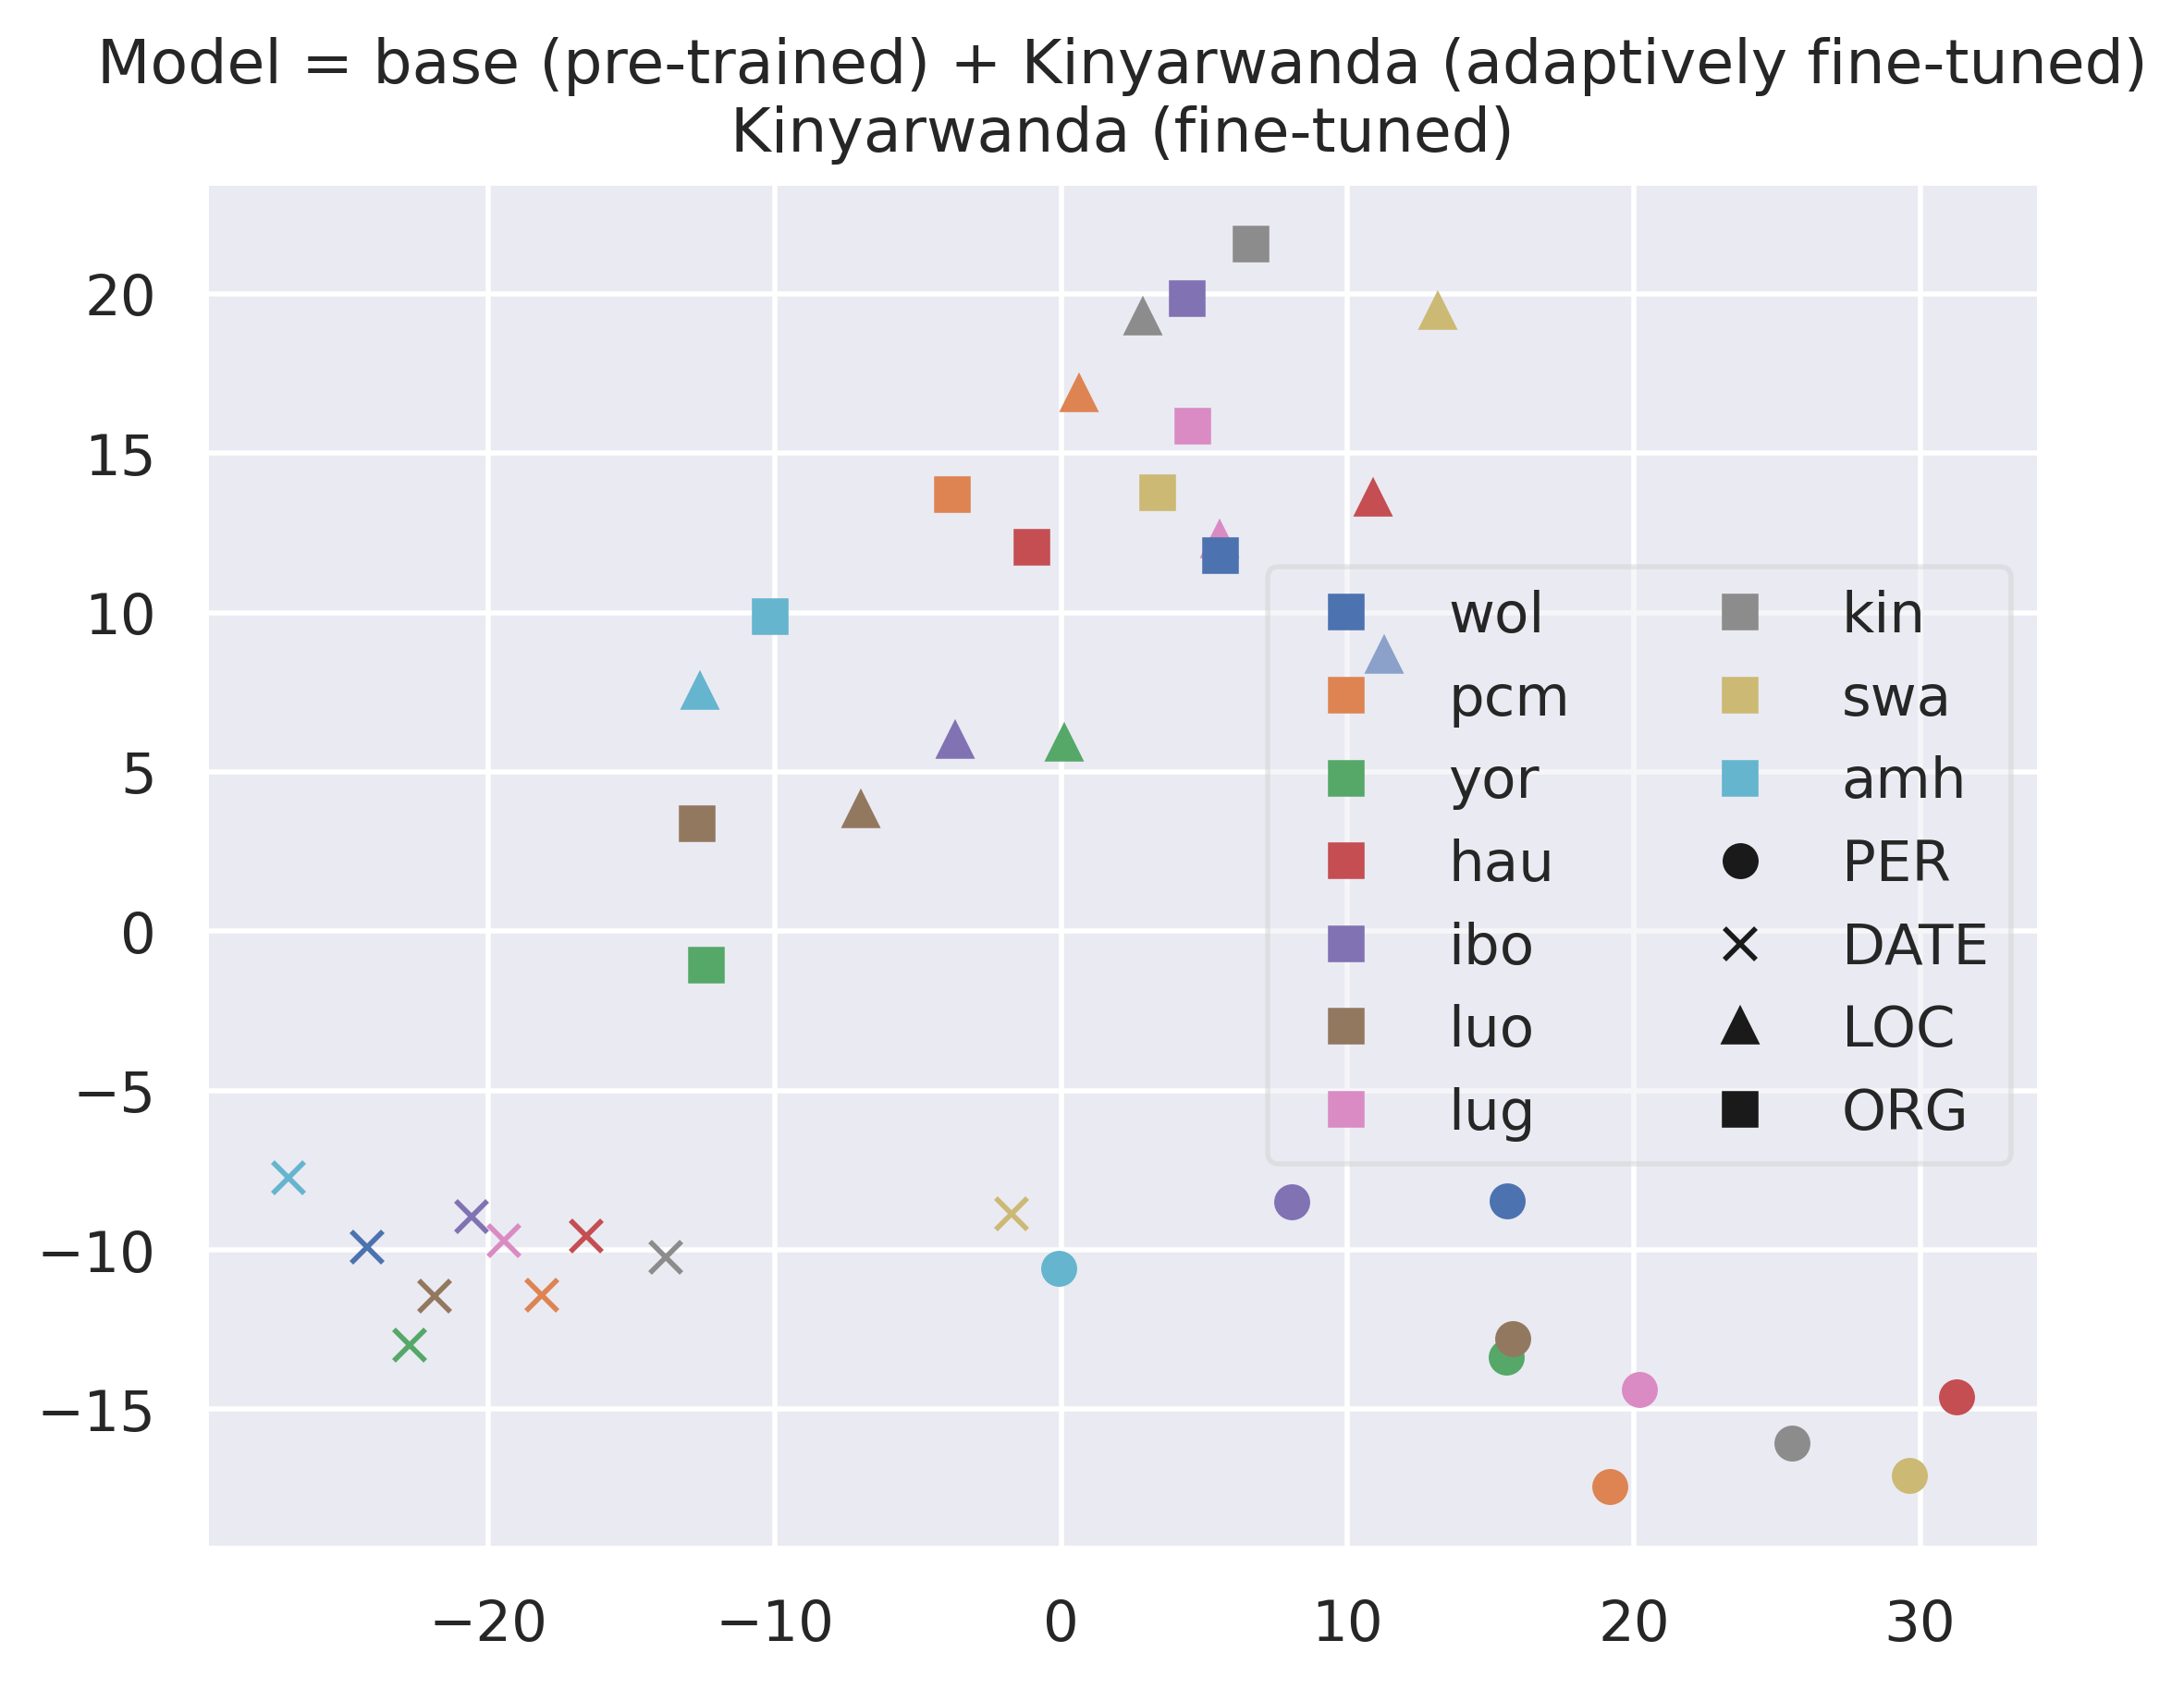 Model = base (pre-trained) + Kinyarwanda (adaptively fine-tuned)
Kinyarwanda (fine-tuned)
20
15
10
5
0
−5
−10
−15
wol
pcm
yor
hau
ibo
luo
lug
kin
swa
amh
PER
DATE
LOC
ORG
−20
−10
0
10
20
30